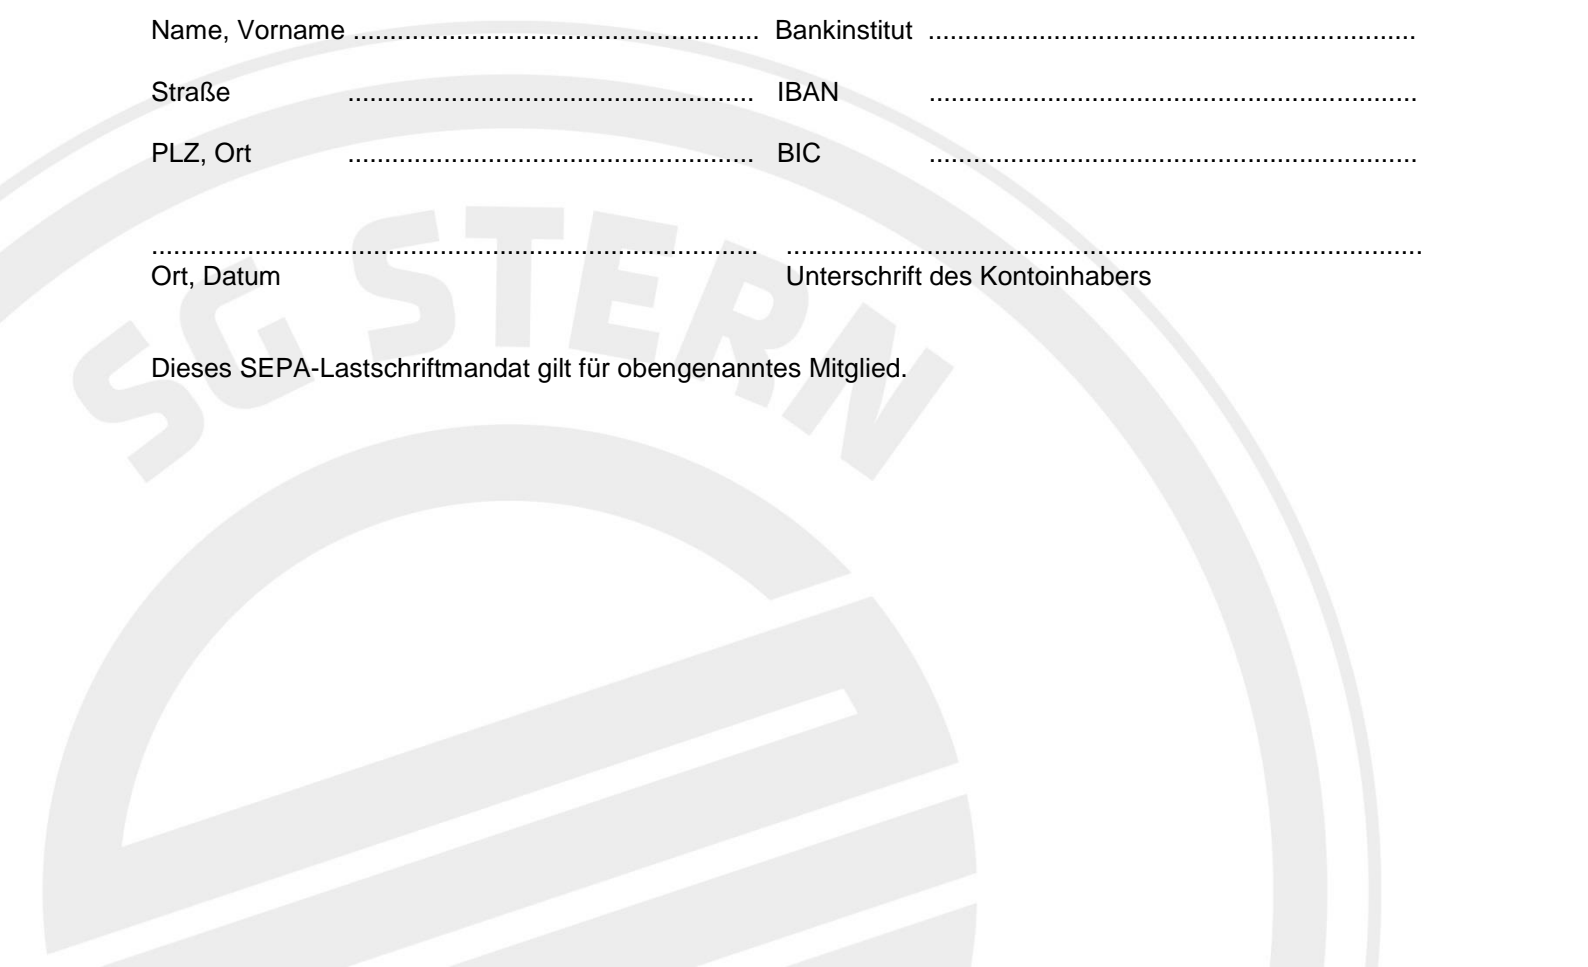 Name, Vorname ....................................................... Bankinstitut ..................................................................
Straße ....................................................... IBAN ..................................................................
PLZ, Ort ....................................................... BIC ..................................................................
.................................................................................. ......................................................................................
Ort, Datum Unterschrift des Kontoinhabers
SG STERN
Dieses SEPA-Lastschriftmandat gilt für obengenanntes Mitglied.